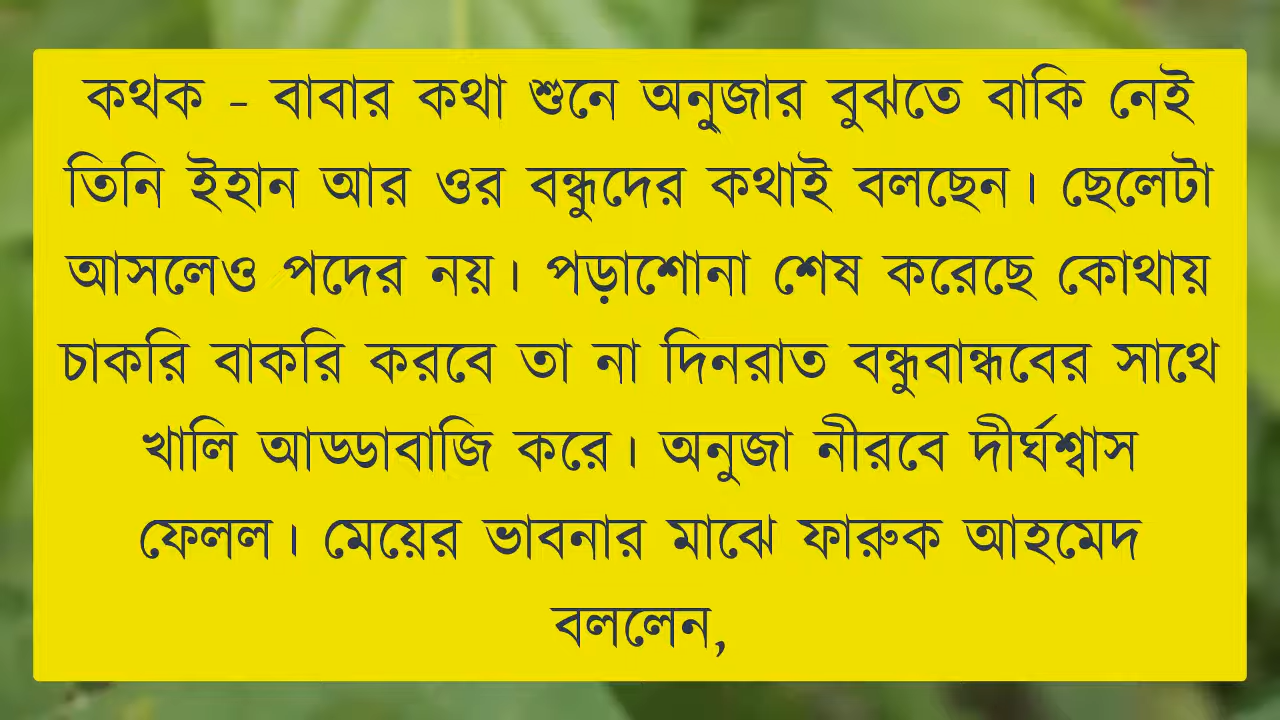 কথক - বাবার কথা শুনে অনুজার বুঝতে বাকি নেই
তিনি ইহান আর ওর বন্ধুদের কথাই বলছেন। ছেলেটা
আসলেও পদের নয়। পড়াশোনা শেষ করেছে কোথায়
চাকরি বাকরি করবে তা না দিনরাত বন্ধুবান্ধবের সাথে
খালি আড্ডাবাজি করে। অনুজা নীরবে দীর্ঘশ্বাস
ফেলল। মেয়ের ভাবনার মাঝে ফারুক আহমেদ
বললেন,